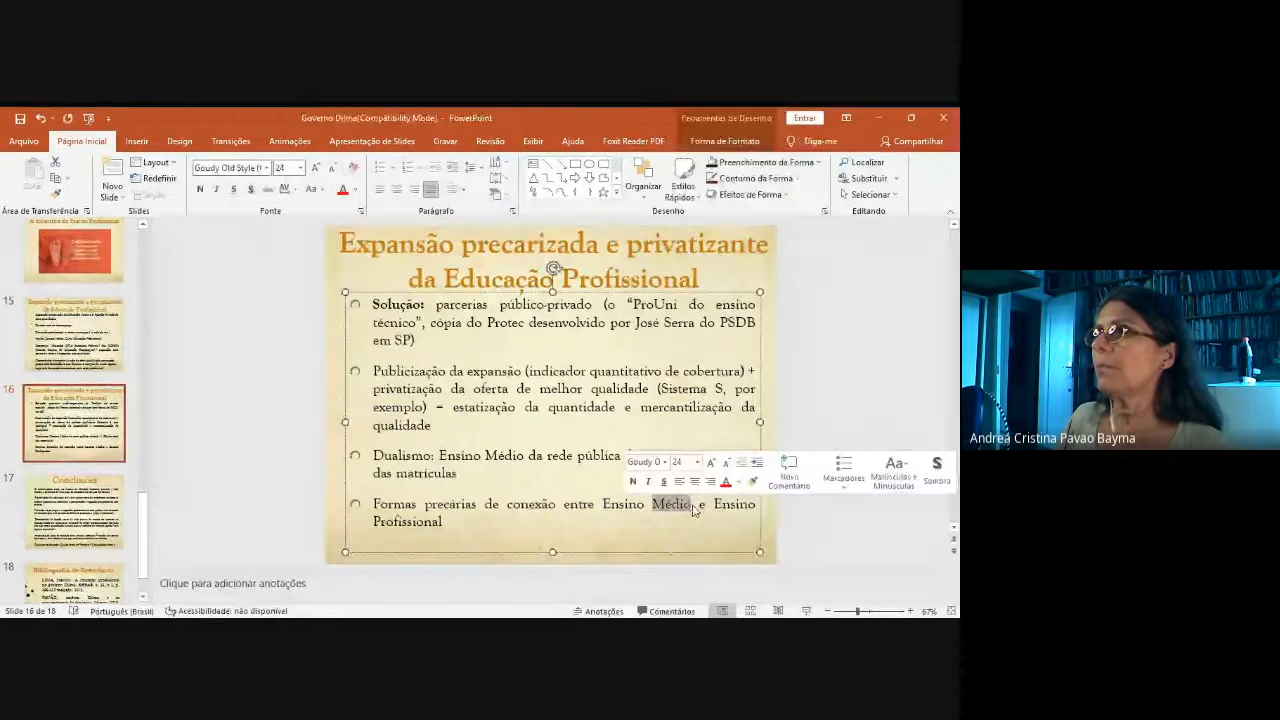 Governo Dilma[Compatibility Mode] - PowerPoint
Ferramentas de Desenho
Entrar
Arquivo
Página Inicial
Inserir
Design
Transições
Animações
Apresentação de Slides
Gravar
Revisão
Exibir
Ajuda
Foxit Reader PDF
Forma de Formato
Diga-me
Compartilhar
Colar
Novo
Slide
Layout
Redefinir
Seção
Goudy Old Style (
24
Organizar
Estilos
Rápidos
Preenchimento da Forma
Contorno da Forma
Efeitos de Forma
Localizar
Substituir
Selecionar
Área de Transferência
Slides
Fonte
Parágrafo
Desenho
Editando
15
16
17
Conclusões
18
Bibliografia de Referência
Expansão precarizada e privatizante
da Educação Profissional
Solução: parcerias público-privado (o “ProUni do ensino
técnico”, cópia do Protec desenvolvido por José Serra do PSDB
em SP)
Publicização da expansão (indicador quantitativo de cobertura) +
privatização da oferta de melhor qualidade (Sistema S, por
exemplo) = estatização da quantidade e mercantilização da
qualidade
Dualismo: Ensino Médio da rede pública
das matrículas
Formas precárias de conexão entre Ensino Médio e Ensino
Profissional
Goudy O
24
Novo
Comentário
Marcadores
Maiúsculas e
Minúsculas
Sombra
Clique para adicionar anotações
Slide 16 de 18
Português (Brasil)
Acessibilidade: não disponível
Anotações
Comentários
67%
Andrea Cristina Pavao Bayma